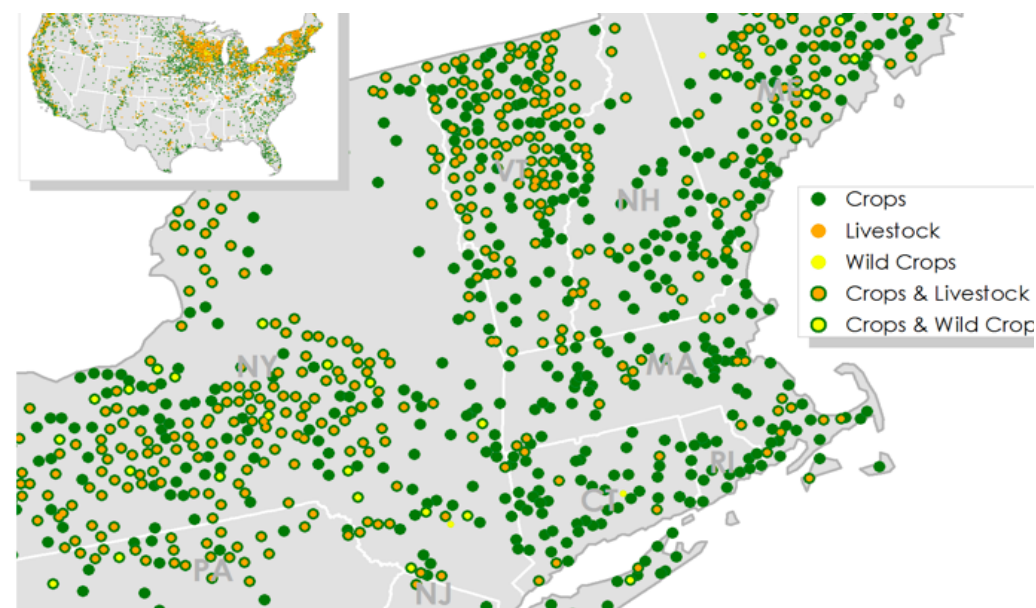 ME
VT
NH
Crops
Livestock
Wild Crops
Crops & Livestock
Crops & Wild Crop
NY
MA
RI
CT
PA
NJ